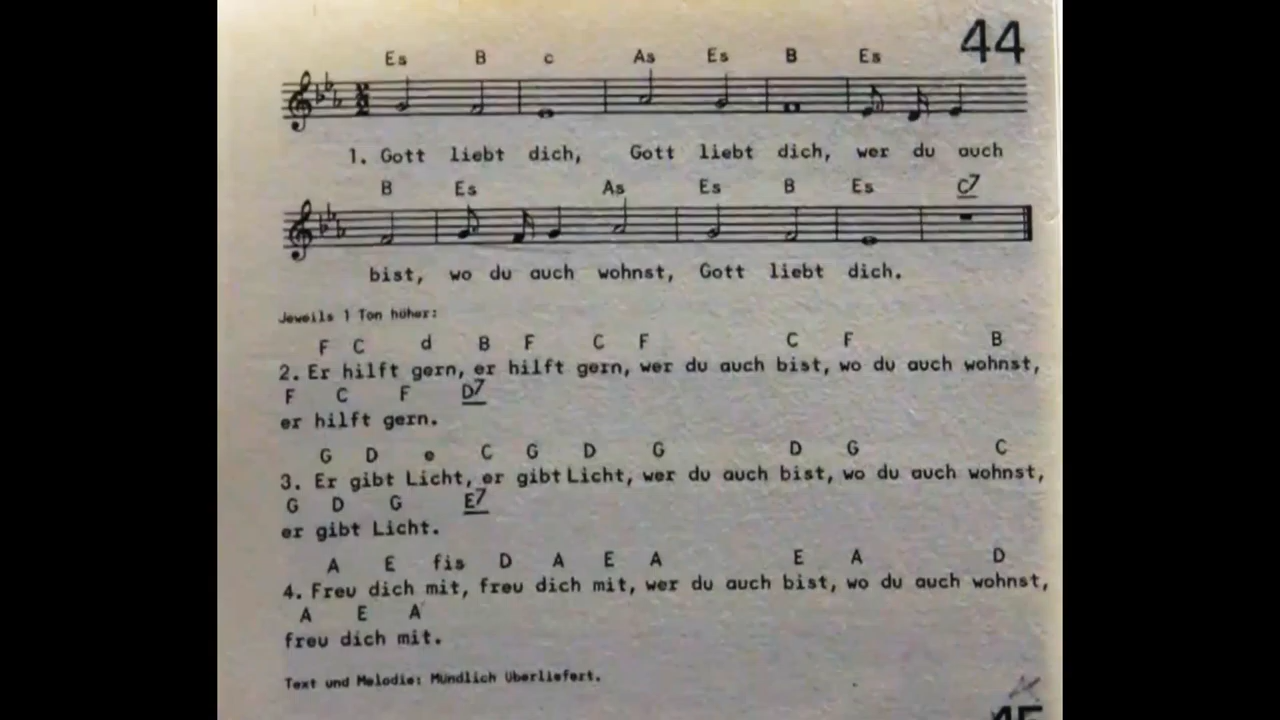 44
Es B c As Es B Es
1. Gott liebt dich, Gott liebt dich, wer du auch
B Es As Es B Es C7
bist, wo du auch wohnst, Gott liebt dich.
Jeweils 1 Ton höher:
F C d B F C F C F B
2. Er hilft gern, er hilft gern, wer du auch bist, wo du auch wohnst,
F C F D7
er hilft gern.
G D e C G D G D G C
3. Er gibt Licht, er gibt Licht, wer du auch bist, wo du auch wohnst,
G D G E7
er gibt Licht.
A E fis D A E A E A D
4. Freu dich mit, freu dich mit, wer du auch bist, wo du auch wohnst,
A E A
freu dich mit.
Text und Melodie: Mündlich überliefert.